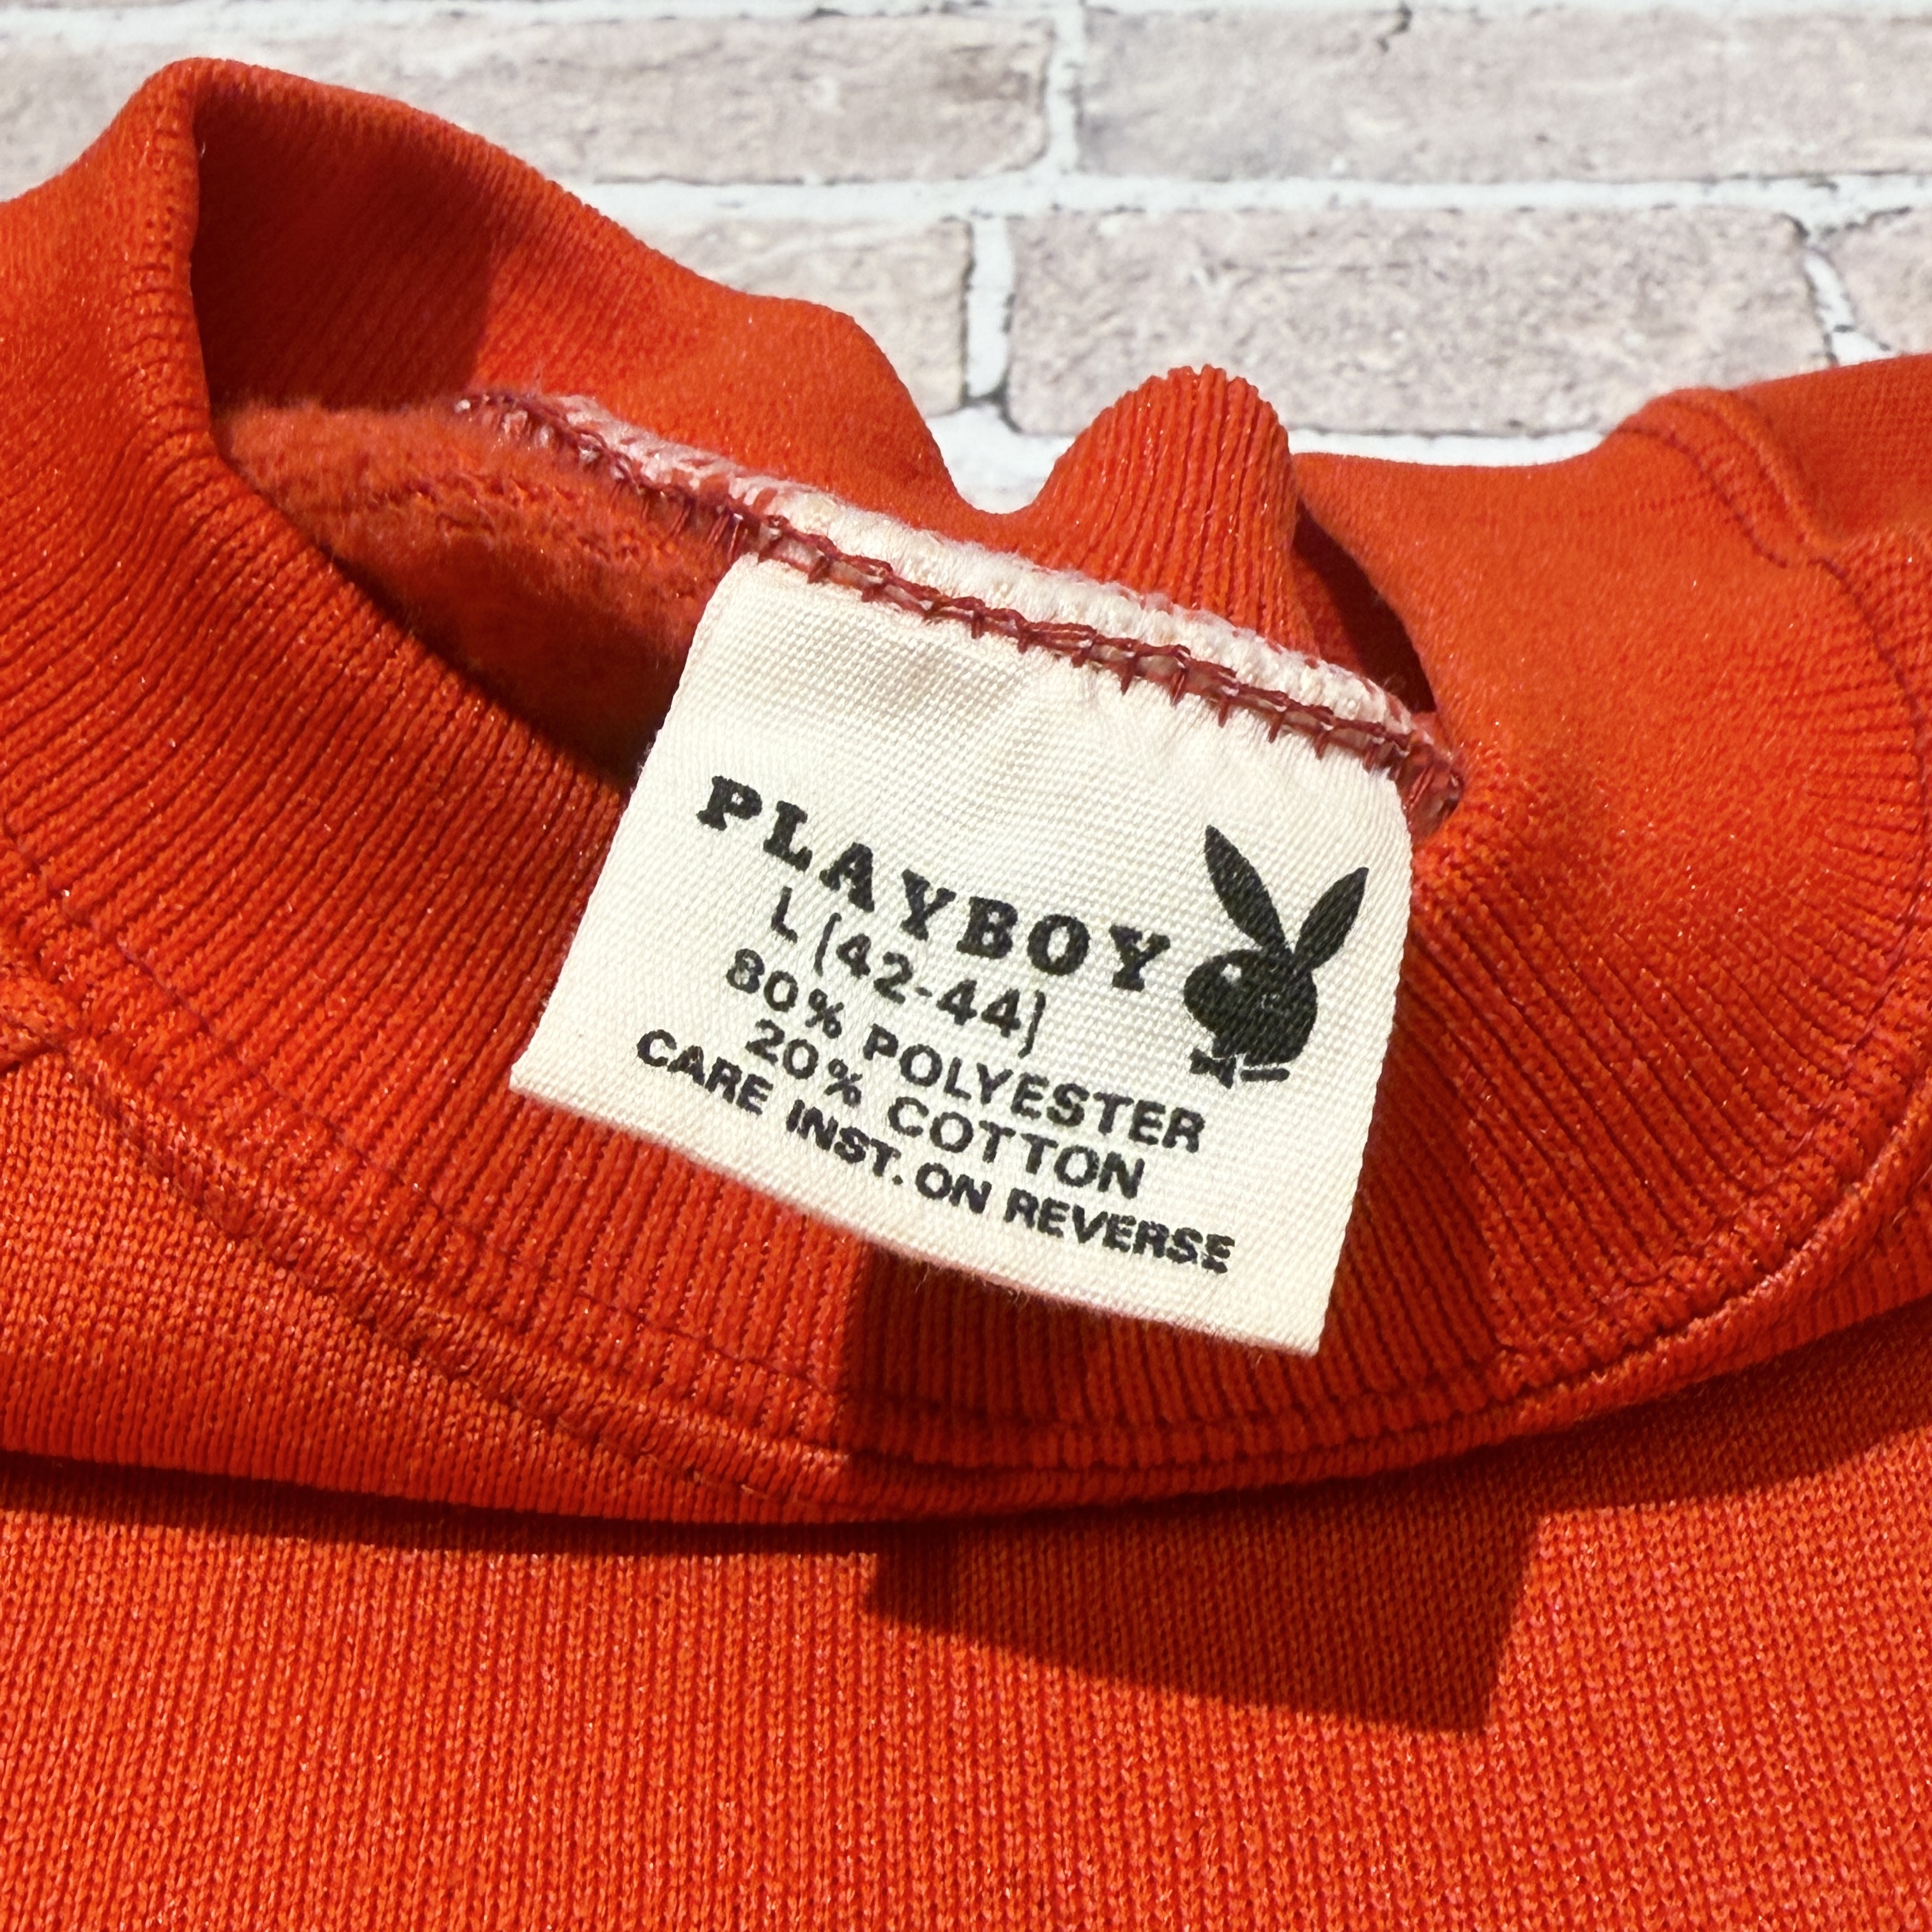 PLAYBOY
L (42-44)
80% POLYESTER
20% COTTON
CARE INST. ON REVERSE